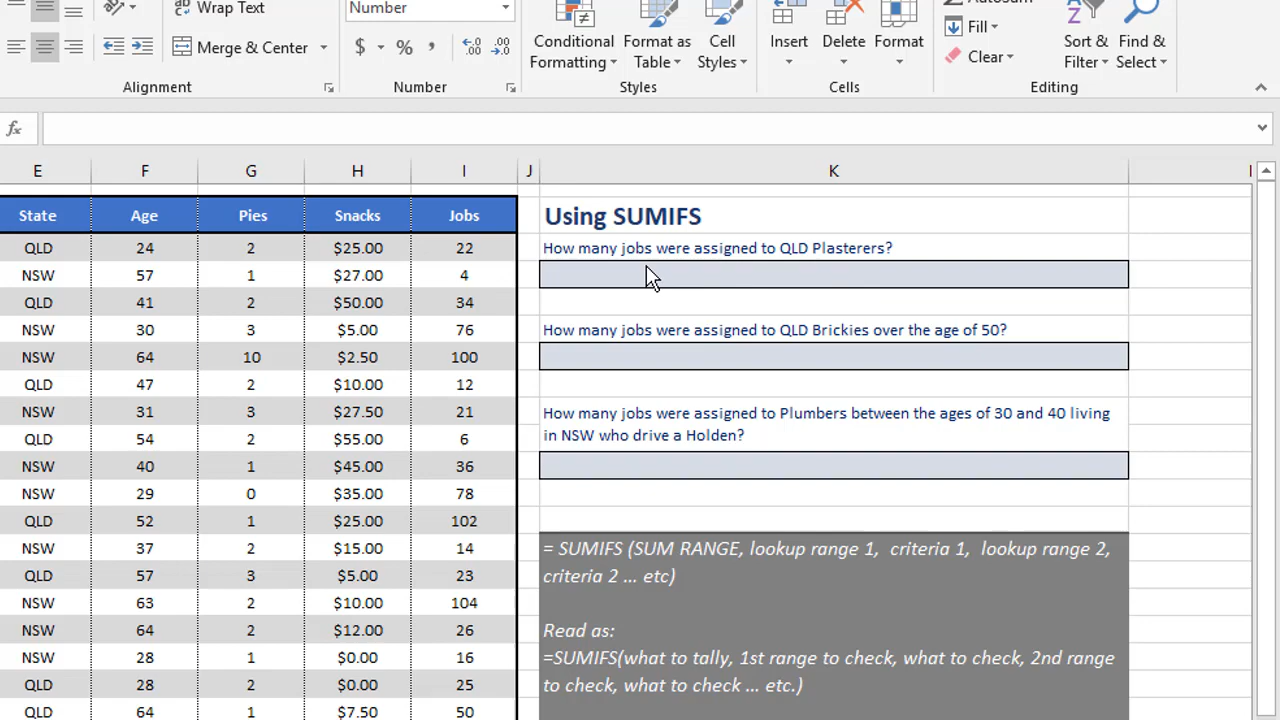 Wrap Text
Number
AutoSum
Merge & Center
$ % ,
Conditional Formatting
Format as Table
Cell Styles
Insert
Delete
Format
Fill
Clear
Sort & Filter
Find & Select
Alignment
Number
Styles
Cells
Editing
fx
E F G H I J K
State Age Pies Snacks Jobs
QLD 24 2 $25.00 22
NSW 57 1 $27.00 4
QLD 41 2 $50.00 34
NSW 30 3 $5.00 76
NSW 64 10 $2.50 100
QLD 47 2 $10.00 12
NSW 31 3 $27.50 21
QLD 54 2 $55.00 6
NSW 40 1 $45.00 36
NSW 29 0 $35.00 78
QLD 52 1 $25.00 102
NSW 37 2 $15.00 14
QLD 57 3 $5.00 23
NSW 63 2 $10.00 104
NSW 64 2 $12.00 26
NSW 28 1 $0.00 16
QLD 28 2 $0.00 25
QLD 64 1 $7.50 50
Using SUMIFS
How many jobs were assigned to QLD Plasterers?
How many jobs were assigned to QLD Brickies over the age of 50?
How many jobs were assigned to Plumbers between the ages of 30 and 40 living
in NSW who drive a Holden?
= SUMIFS (SUM RANGE, lookup range 1, criteria 1, lookup range 2,
criteria 2 ... etc)
Read as:
=SUMIFS(what to tally, 1st range to check, what to check, 2nd range
to check, what to check ... etc.)